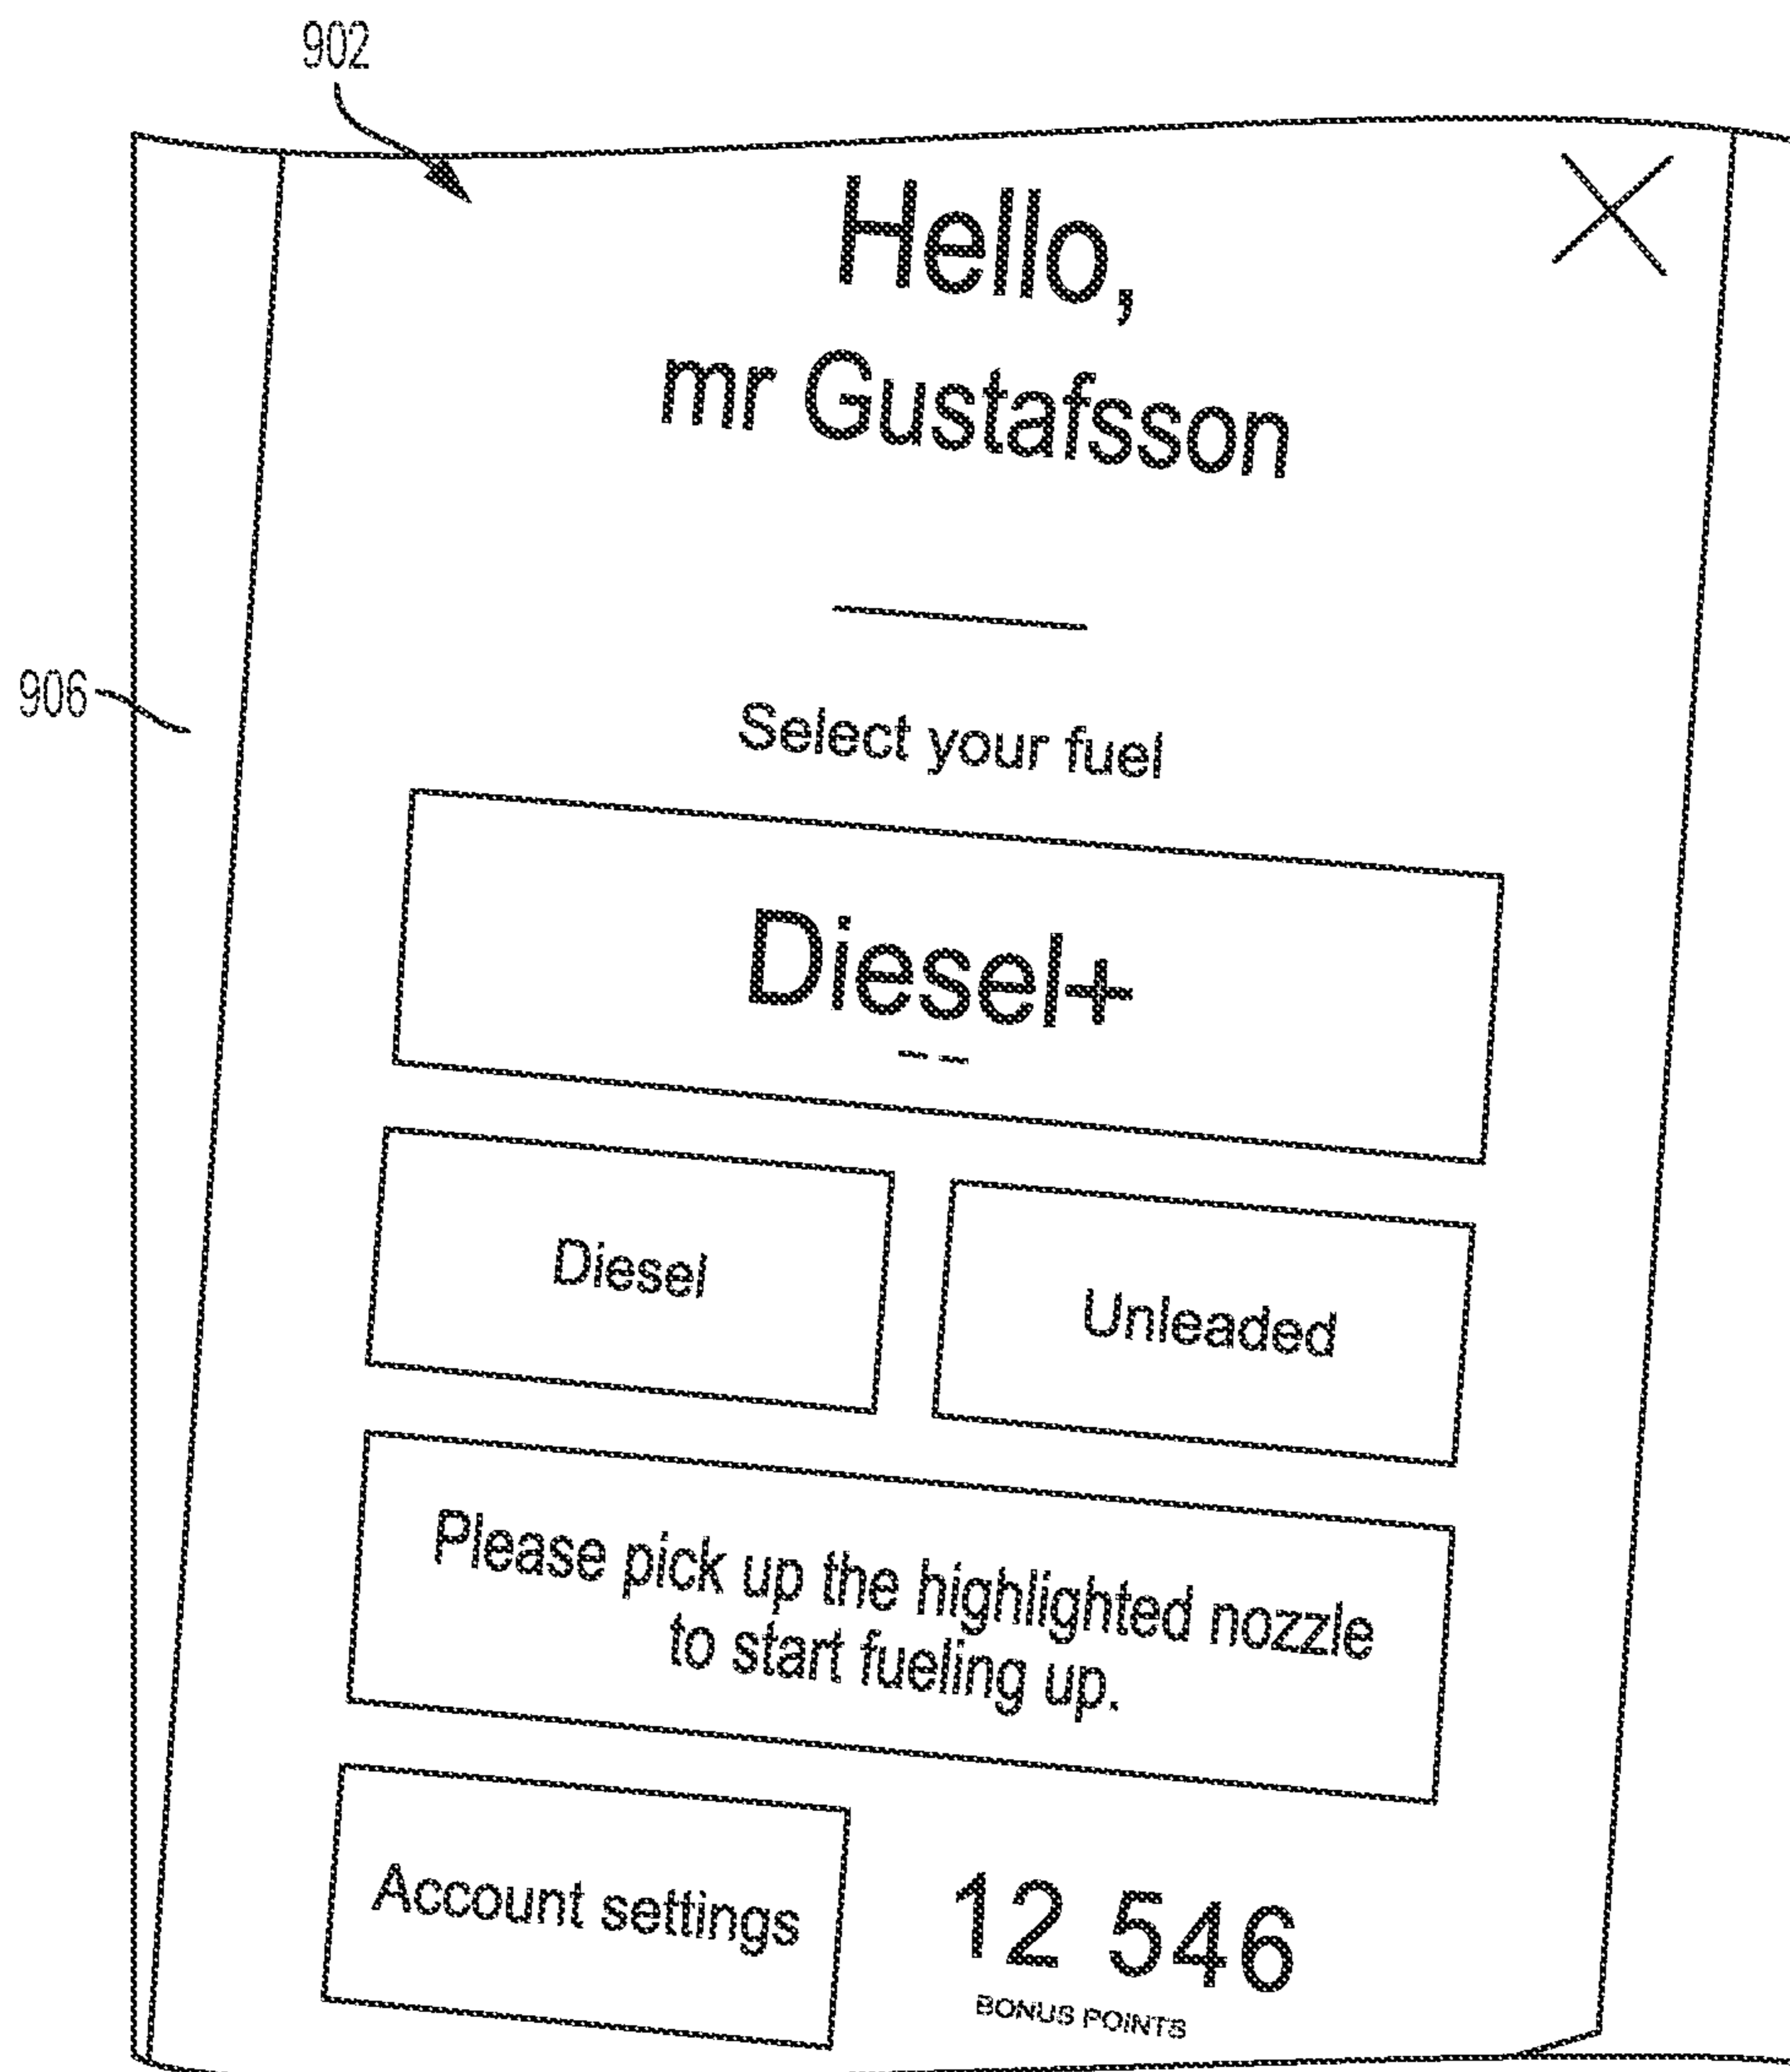 902
Hello,
mr Gustafsson
906
Select your fuel
Diesel+
Diesel
Unleaded
Please pick up the highlighted nozzle
to start fueling up.
Account settings
12 546
BONUS POINTS